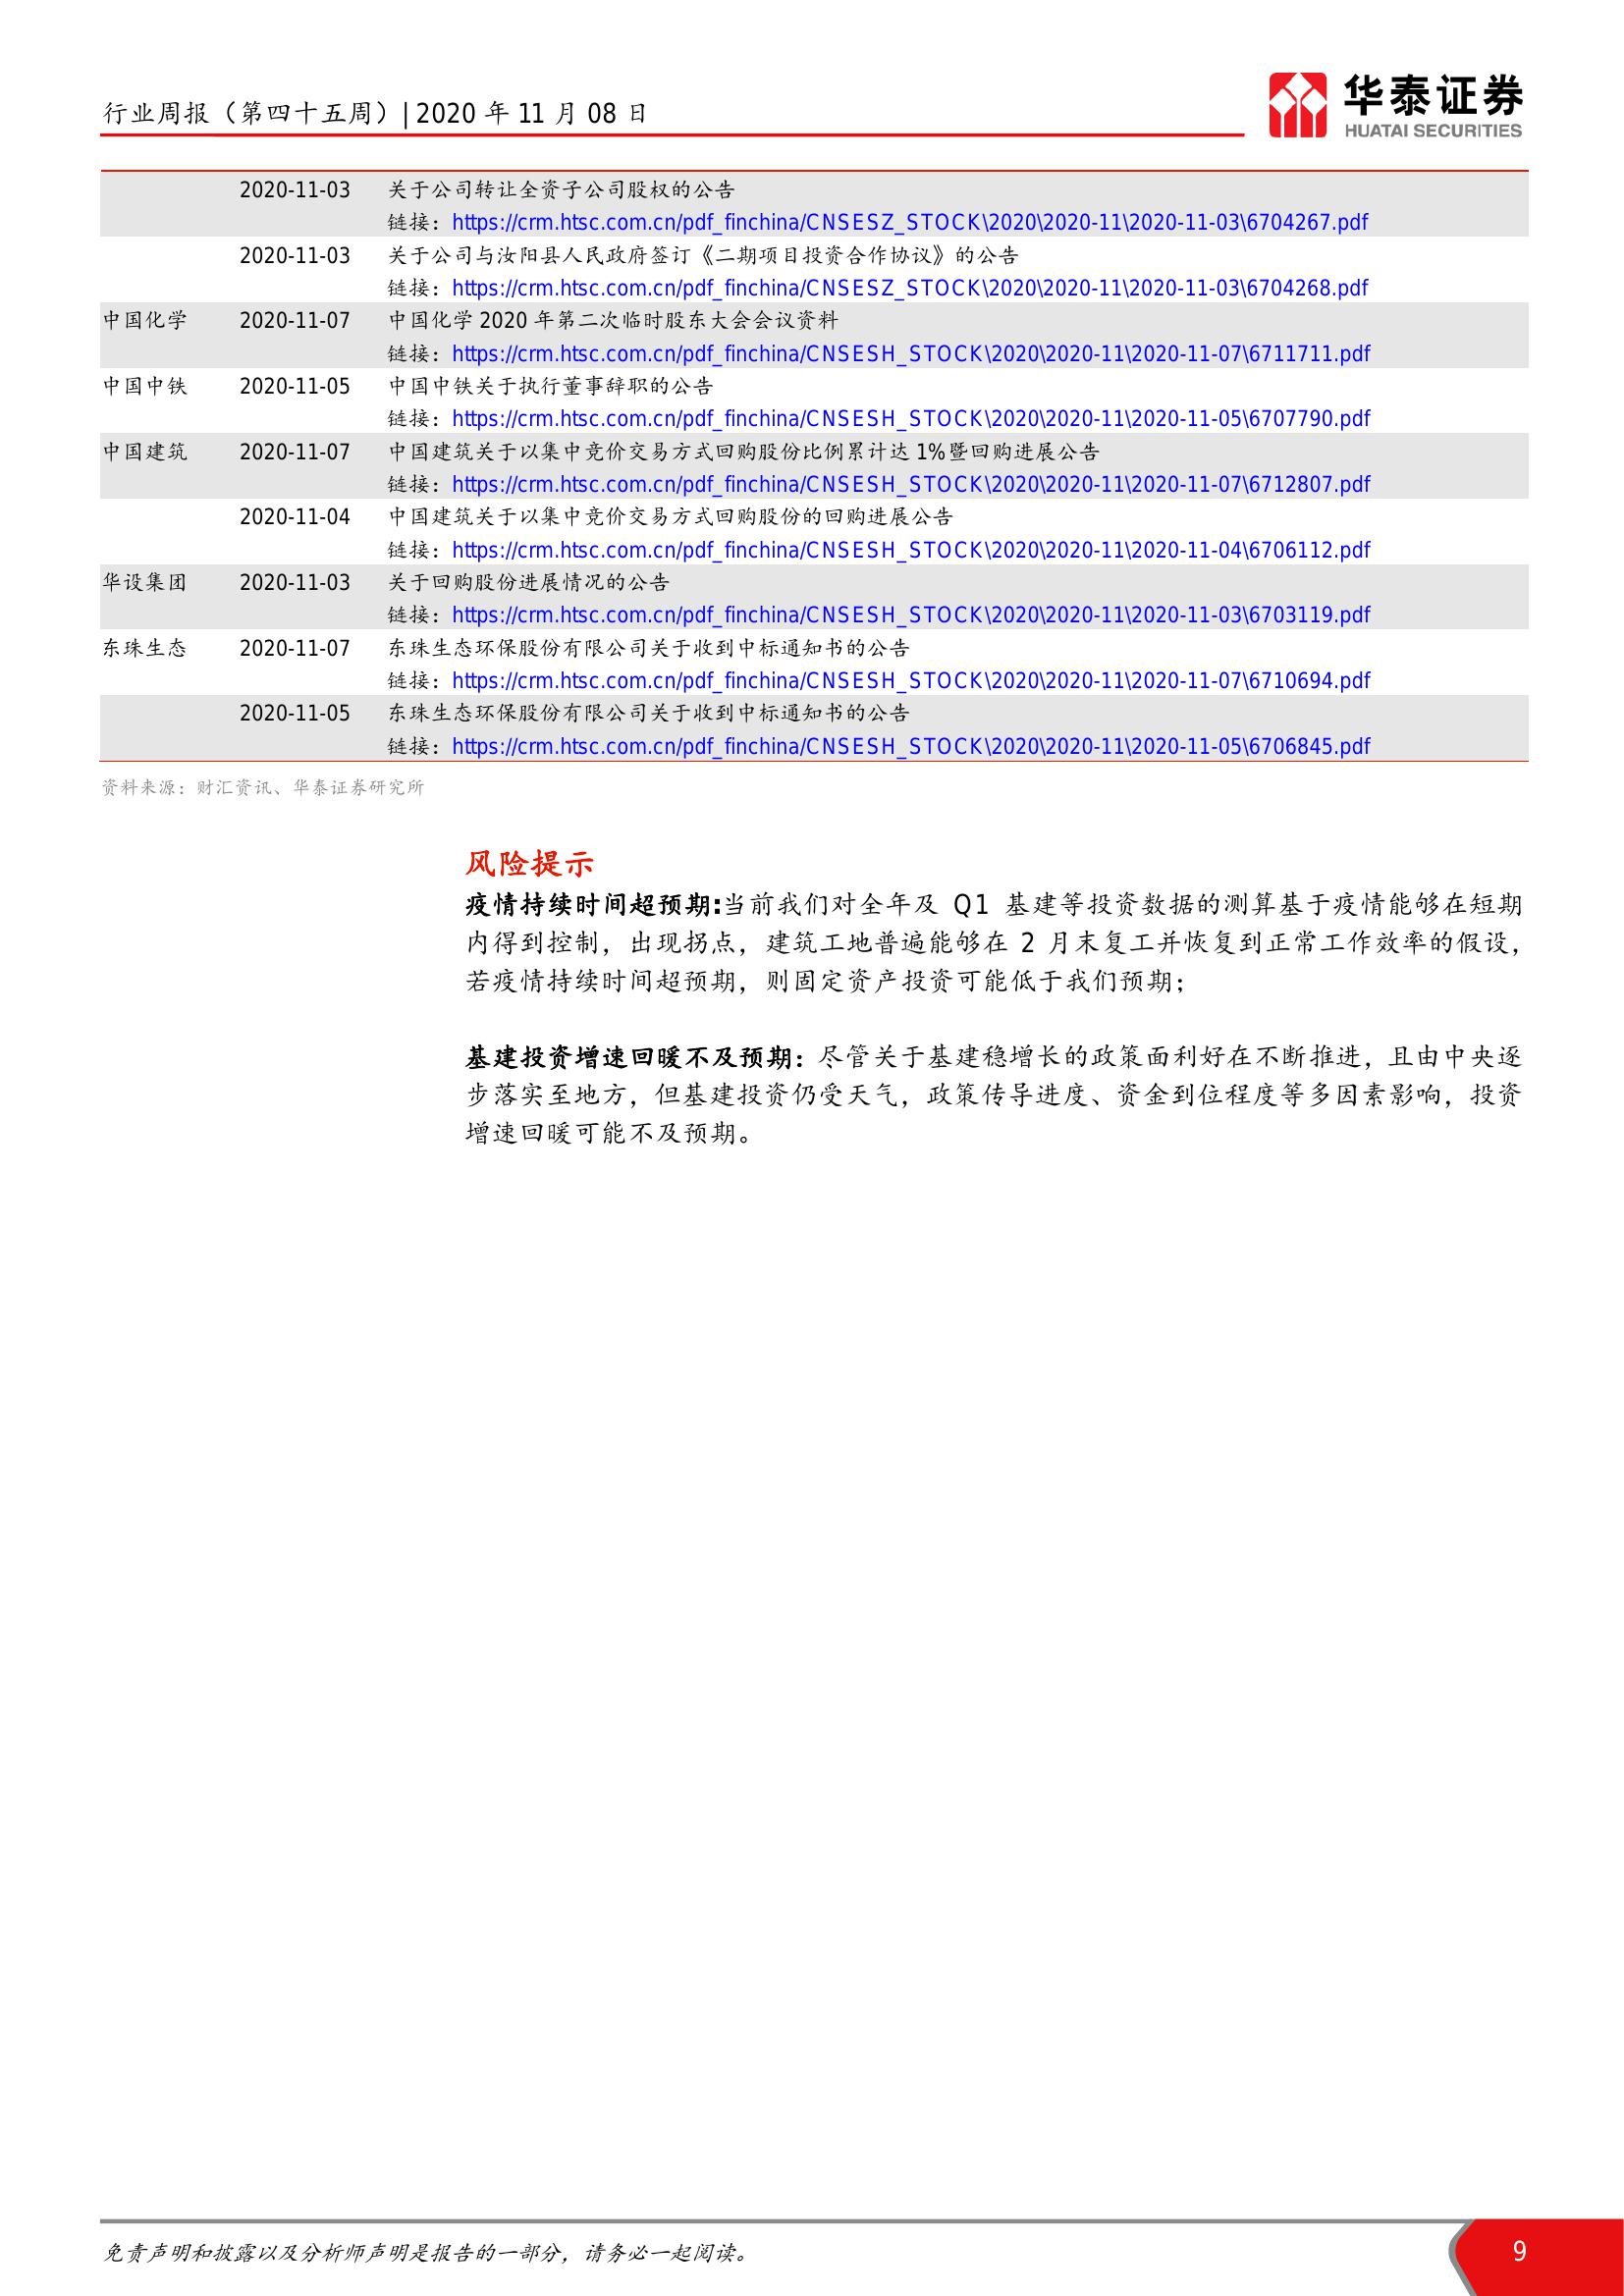 行业周报（第四十五周）| 2020 年 11 月 08 日
华泰证券
HUATAI SECURITIES
2020-11-03 关于公司转让全资子公司股权的公告
链接：https://crm.htsc.com.cn/pdf_finchina/CNSESZ_STOCK\2020\2020-11\2020-11-03\6704267.pdf
2020-11-03 关于公司与汝阳县人民政府签订《二期项目投资合作协议》的公告
链接：https://crm.htsc.com.cn/pdf_finchina/CNSESZ_STOCK\2020\2020-11\2020-11-03\6704268.pdf
中国化学 2020-11-07 中国化学 2020 年第二次临时股东大会会议资料
链接：https://crm.htsc.com.cn/pdf_finchina/CNSESH_STOCK\2020\2020-11\2020-11-07\6711711.pdf
中国中铁 2020-11-05 中国中铁关于执行董事辞职的公告
链接：https://crm.htsc.com.cn/pdf_finchina/CNSESH_STOCK\2020\2020-11\2020-11-05\6707790.pdf
中国建筑 2020-11-07 中国建筑关于以集中竞价交易方式回购股份比例累计达 1%暨回购进展公告
链接：https://crm.htsc.com.cn/pdf_finchina/CNSESH_STOCK\2020\2020-11\2020-11-07\6712807.pdf
2020-11-04 中国建筑关于以集中竞价交易方式回购股份的回购进展公告
链接：https://crm.htsc.com.cn/pdf_finchina/CNSESH_STOCK\2020\2020-11\2020-11-04\6706112.pdf
华设集团 2020-11-03 关于回购股份进展情况的公告
链接：https://crm.htsc.com.cn/pdf_finchina/CNSESH_STOCK\2020\2020-11\2020-11-03\6703119.pdf
东珠生态 2020-11-07 东珠生态环保股份有限公司关于收到中标通知书的公告
链接：https://crm.htsc.com.cn/pdf_finchina/CNSESH_STOCK\2020\2020-11\2020-11-07\6710694.pdf
2020-11-05 东珠生态环保股份有限公司关于收到中标通知书的公告
链接：https://crm.htsc.com.cn/pdf_finchina/CNSESH_STOCK\2020\2020-11\2020-11-05\6706845.pdf
资料来源：财汇资讯、华泰证券研究所
风险提示
疫情持续时间超预期:当前我们对全年及 Q1 基建等投资数据的测算基于疫情能够在短期
内得到控制，出现拐点，建筑工地普遍能够在 2 月末复工并恢复到正常工作效率的假设，
若疫情持续时间超预期，则固定资产投资可能低于我们预期；
基建投资增速回暖不及预期：尽管关于基建稳增长的政策面利好在不断推进，且由中央逐
步落实至地方，但基建投资仍受天气，政策传导进度、资金到位程度等多因素影响，投资
增速回暖可能不及预期。
免责声明和披露以及分析师声明是报告的一部分，请务必一起阅读。
9